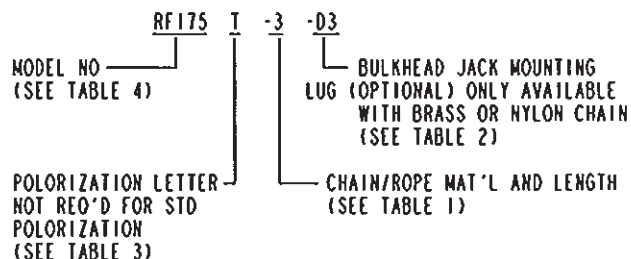 RF175 T -3 -D3
MODEL NO
(SEE TABLE 4)
BULKHEAD JACK MOUNTING
LUG (OPTIONAL) ONLY AVAILABLE
WITH BRASS OR NYLON CHAIN
(SEE TABLE 2)
POLORIZATION LETTER
NOT REQ'D FOR STD
POLORIZATION
(SEE TABLE 3)
CHAIN/ROPE MAT'L AND LENGTH
(SEE TABLE 1)